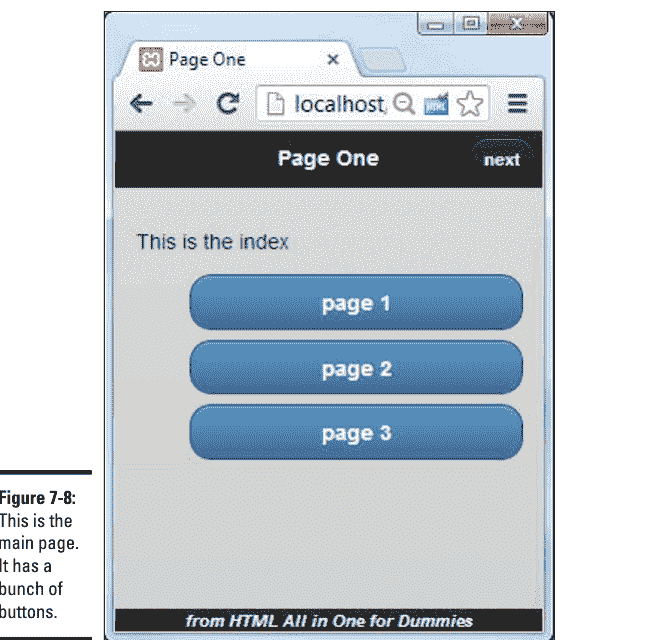 Page One
localhost,
Page One
next
This is the index
page 1
page 2
page 3
from HTML All in One for Dummies
Figure 7-8:
This is the
main page.
It has a
bunch of
buttons.